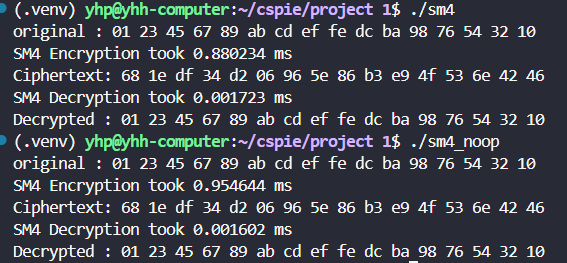 (.venv) yhp@yhh-computer:~/cspie/project 1$ ./sm4
original : 01 23 45 67 89 ab cd ef fe dc ba 98 76 54 32 10
SM4 Encryption took 0.880234 ms
Ciphertext: 68 1e df 34 d2 06 96 5e 86 b3 e9 4f 53 6e 42 46
SM4 Decryption took 0.001723 ms
Decrypted : 01 23 45 67 89 ab cd ef fe dc ba 98 76 54 32 10
(.venv) yhp@yhh-computer:~/cspie/project 1$ ./sm4_noop
original : 01 23 45 67 89 ab cd ef fe dc ba 98 76 54 32 10
SM4 Encryption took 0.954644 ms
Ciphertext: 68 1e df 34 d2 06 96 5e 86 b3 e9 4f 53 6e 42 46
SM4 Decryption took 0.001602 ms
Decrypted : 01 23 45 67 89 ab cd ef fe dc ba 98 76 54 32 10